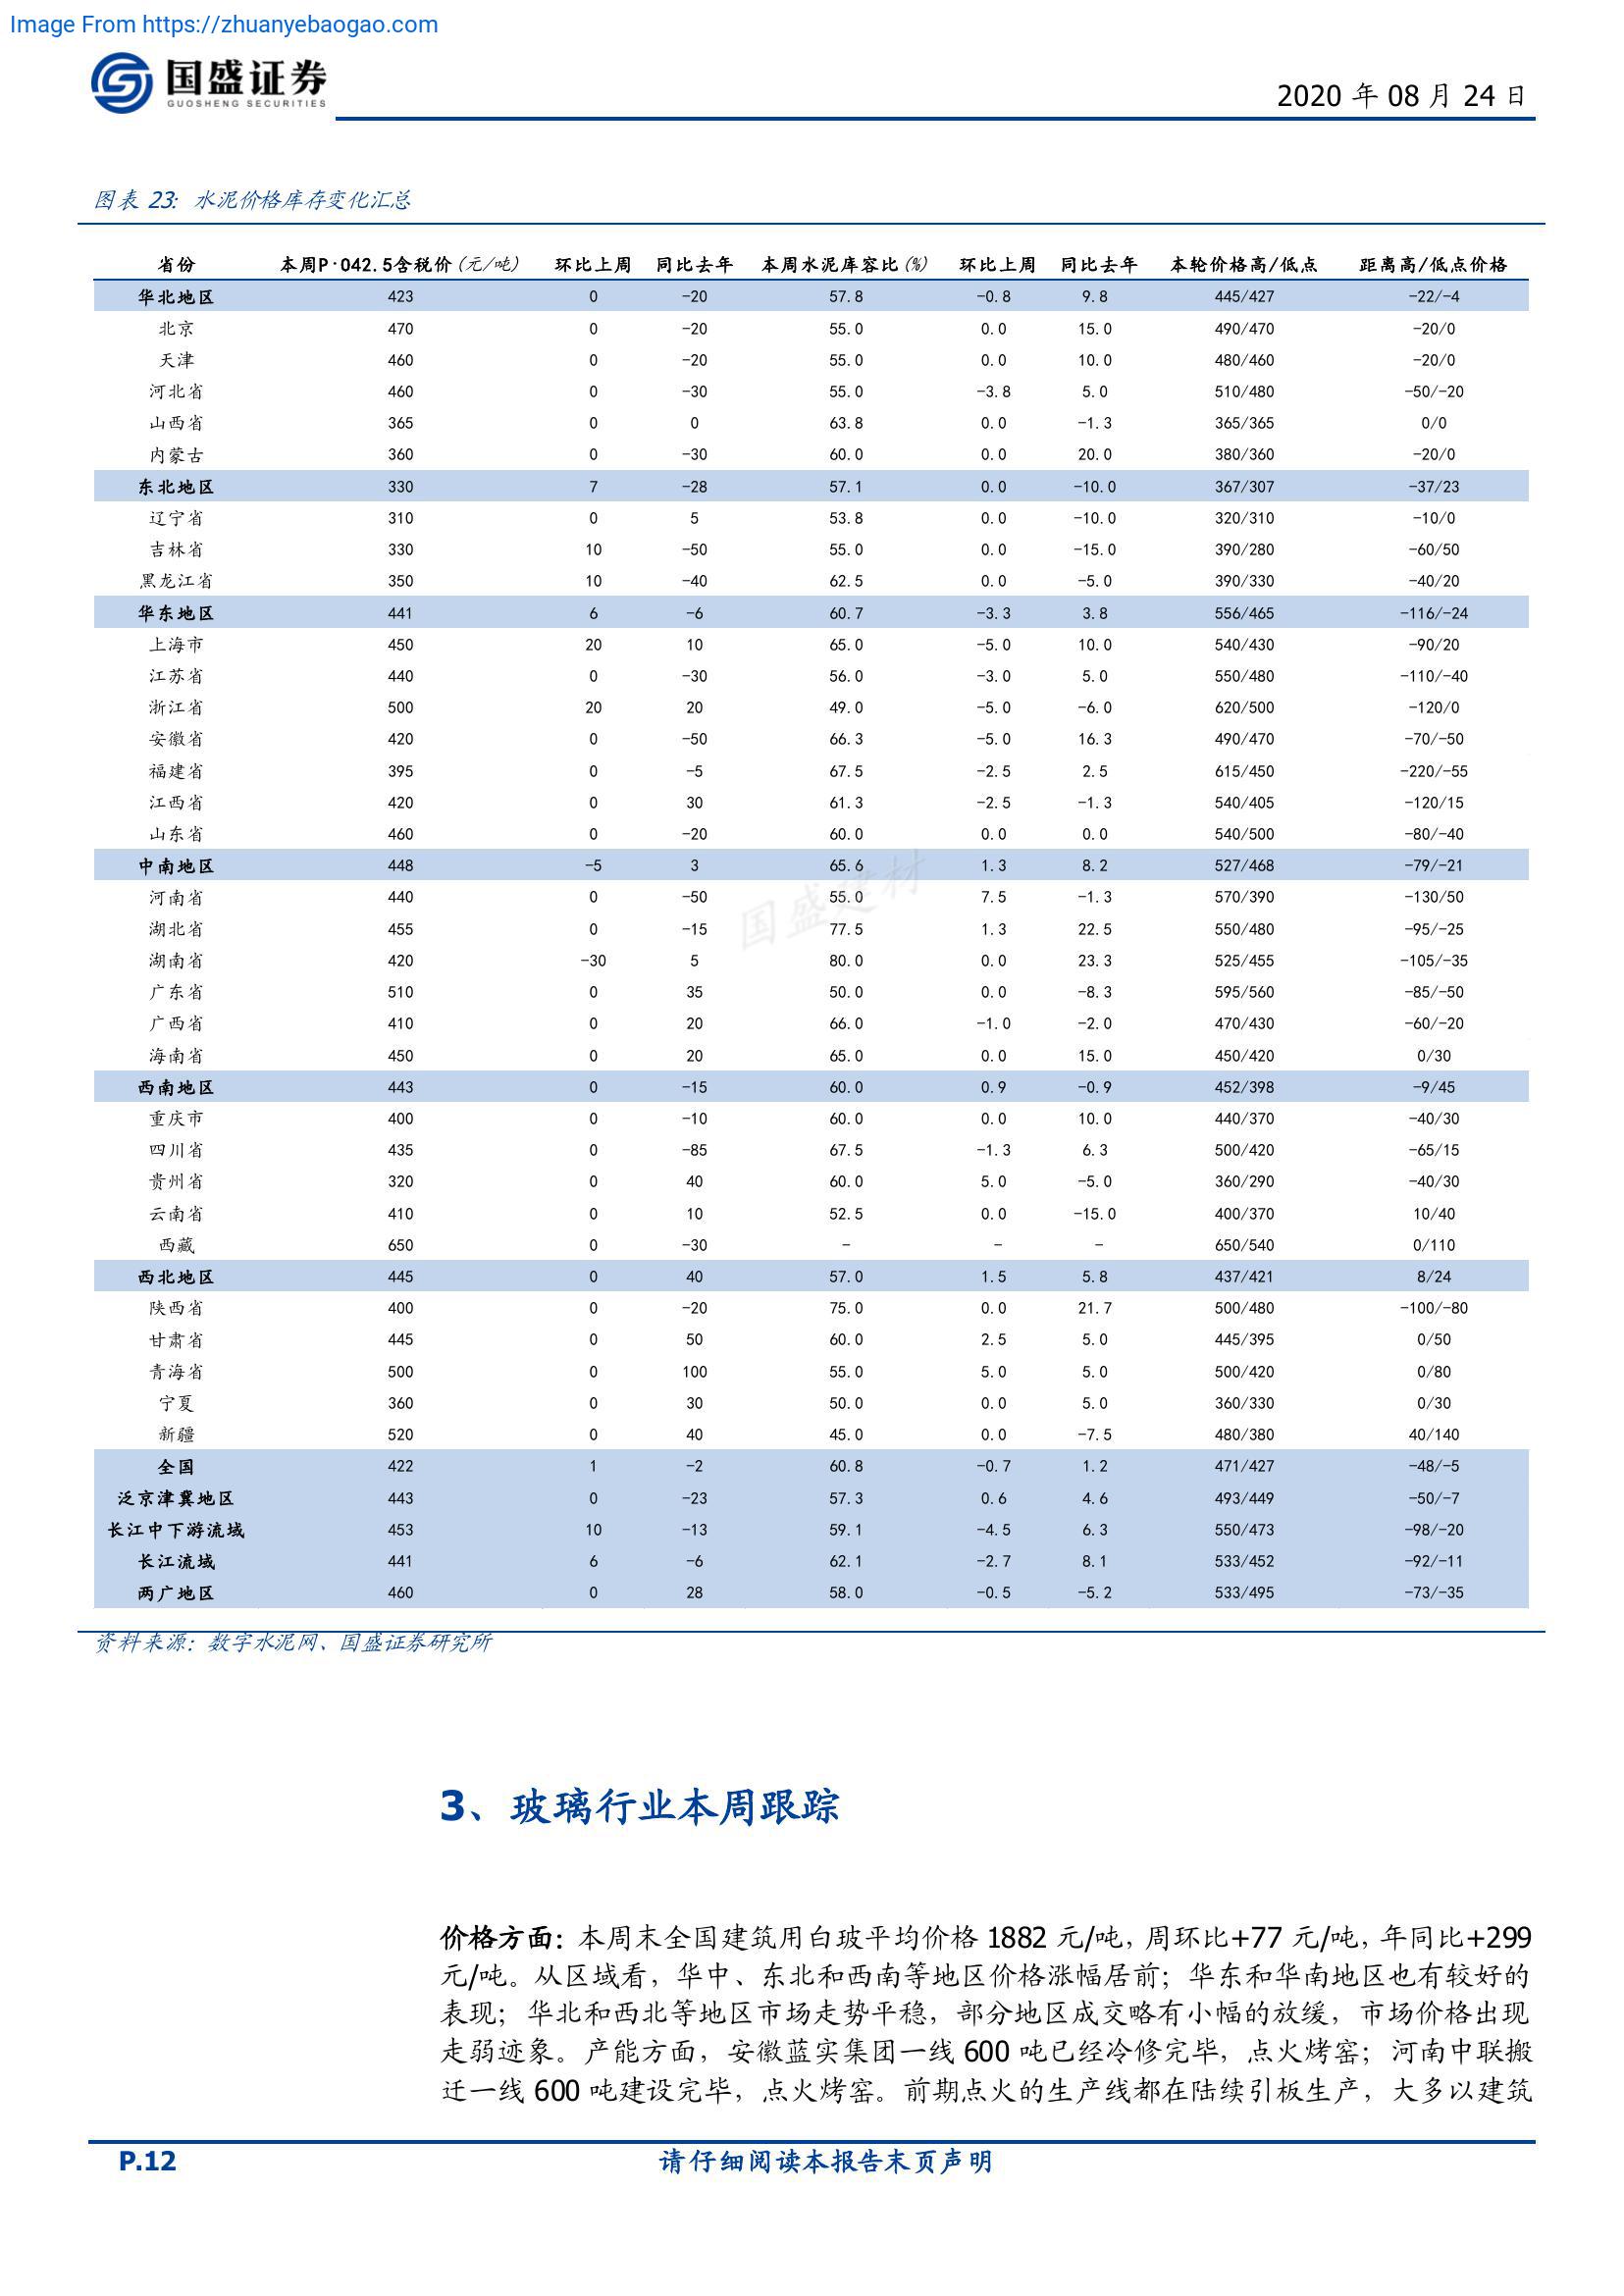 Image From https://zhuanyebaogao.com
国盛证券
GUOSHENG SECURITIES
2020 年 08 月 24 日
图表 23: 水泥价格库存变化汇总
省份 本周P·042.5含税价(元/吨) 环比上周 同比去年 本周水泥库容比(%) 环比上周 同比去年 本轮价格高/低点 距离高/低点价格
华北地区 423 0 -20 57.8 -0.8 9.8 445/427 -22/-4
北京 470 0 -20 55.0 0.0 15.0 490/470 -20/0
天津 460 0 -20 55.0 0.0 10.0 480/460 -20/0
河北省 460 0 -30 55.0 -3.8 5.0 510/480 -50/-20
山西省 365 0 0 63.8 0.0 -1.3 365/365 0/0
内蒙古 360 0 -30 60.0 0.0 20.0 380/360 -20/0
东北地区 330 7 -28 57.1 0.0 -10.0 367/307 -37/23
辽宁省 310 0 5 53.8 0.0 -10.0 320/310 -10/0
吉林省 330 10 -50 55.0 0.0 -15.0 390/280 -60/50
黑龙江省 350 10 -40 62.5 0.0 -5.0 390/330 -40/20
华东地区 441 6 -6 60.7 -3.3 3.8 556/465 -116/-24
上海市 450 20 10 65.0 -5.0 10.0 540/430 -90/20
江苏省 440 0 -30 56.0 -3.0 5.0 550/480 -110/-40
浙江省 500 20 20 49.0 -5.0 -6.0 620/500 -120/0
安徽省 420 0 -50 66.3 -5.0 16.3 490/470 -70/-50
福建省 395 0 -5 67.5 -2.5 2.5 615/450 -220/-55
江西省 420 0 30 61.3 -2.5 -1.3 540/405 -120/15
山东省 460 0 -20 60.0 0.0 0.0 540/500 -80/-40
中南地区 448 -5 3 65.6 1.3 8.2 527/468 -79/-21
河南省 440 0 -50 55.0 7.5 -1.3 570/390 -130/50
湖北省 455 0 -15 77.5 1.3 22.5 550/480 -95/-25
湖南省 420 -30 5 80.0 0.0 23.3 525/455 -105/-35
广东省 510 0 35 50.0 0.0 -8.3 595/560 -85/-50
广西省 410 0 20 66.0 -1.0 -2.0 470/430 -60/-20
海南省 450 0 20 65.0 0.0 15.0 450/420 0/30
西南地区 443 0 -15 60.0 0.9 -0.9 452/398 -9/45
重庆市 400 0 -10 60.0 0.0 10.0 440/370 -40/30
四川省 435 0 -85 67.5 -1.3 6.3 500/420 -65/15
贵州省 320 0 40 60.0 5.0 -5.0 360/290 -40/30
云南省 410 0 10 52.5 0.0 -15.0 400/370 10/40
西藏 650 0 -30 - - - 650/540 0/110
西北地区 445 0 40 57.0 1.5 5.8 437/421 8/24
陕西省 400 0 -20 75.0 0.0 21.7 500/480 -100/-80
甘肃省 445 0 50 60.0 2.5 5.0 445/395 0/50
青海省 500 0 100 55.0 5.0 5.0 500/420 0/80
宁夏 360 0 30 50.0 0.0 5.0 360/330 0/30
新疆 520 0 40 45.0 0.0 -7.5 480/380 40/140
全国 422 1 -2 60.8 -0.7 1.2 471/427 -48/-5
泛京津冀地区 443 0 -23 57.3 0.6 4.6 493/449 -50/-7
长江中下游流域 453 10 -13 59.1 -4.5 6.3 550/473 -98/-20
长江流域 441 6 -6 62.1 -2.7 8.1 533/452 -92/-11
两广地区 460 0 28 58.0 -0.5 -5.2 533/495 -73/-35
国盛建材
资料来源：数字水泥网、国盛证券研究所
3、玻璃行业本周跟踪
价格方面：本周末全国建筑用白玻平均价格 1882 元/吨, 周环比+77 元/吨, 年同比+299
元/吨。从区域看，华中、东北和西南等地区价格涨幅居前；华东和华南地区也有较好的
表现；华北和西北等地区市场走势平稳，部分地区成交略有小幅的放缓，市场价格出现
走弱迹象。产能方面，安徽蓝实集团一线 600 吨已经冷修完毕，点火烤窑；河南中联搬
迁一线 600 吨建设完毕，点火烤窑。前期点火的生产线都在陆续引板生产，大多以建筑
P.12 请仔细阅读本报告末页声明